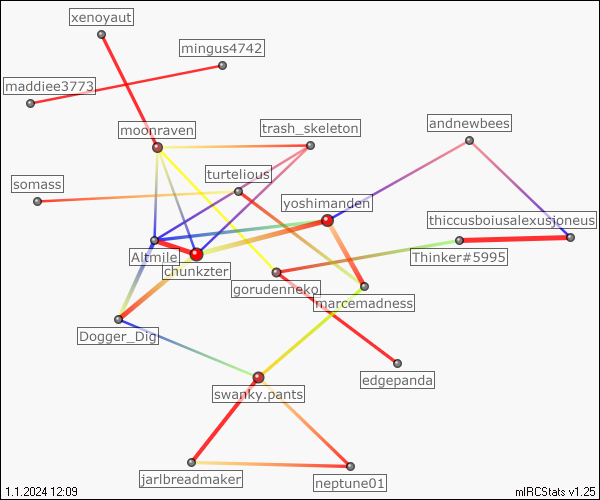 xenoyaut
mingus4742
maddiee3773
andnewbees
trash_skeleton
moonraven
turtelious
somass
yoshimanden
thiccusboiusalexusjoneus
Altmile
Thinker#5995
chunkzter
gorudenneko
marcemadness
Dogger_Dig
edgepanda
swanky.pants
jarlbreadmaker
neptune01
1.1.2024 12:09
mIRCStats v1.25